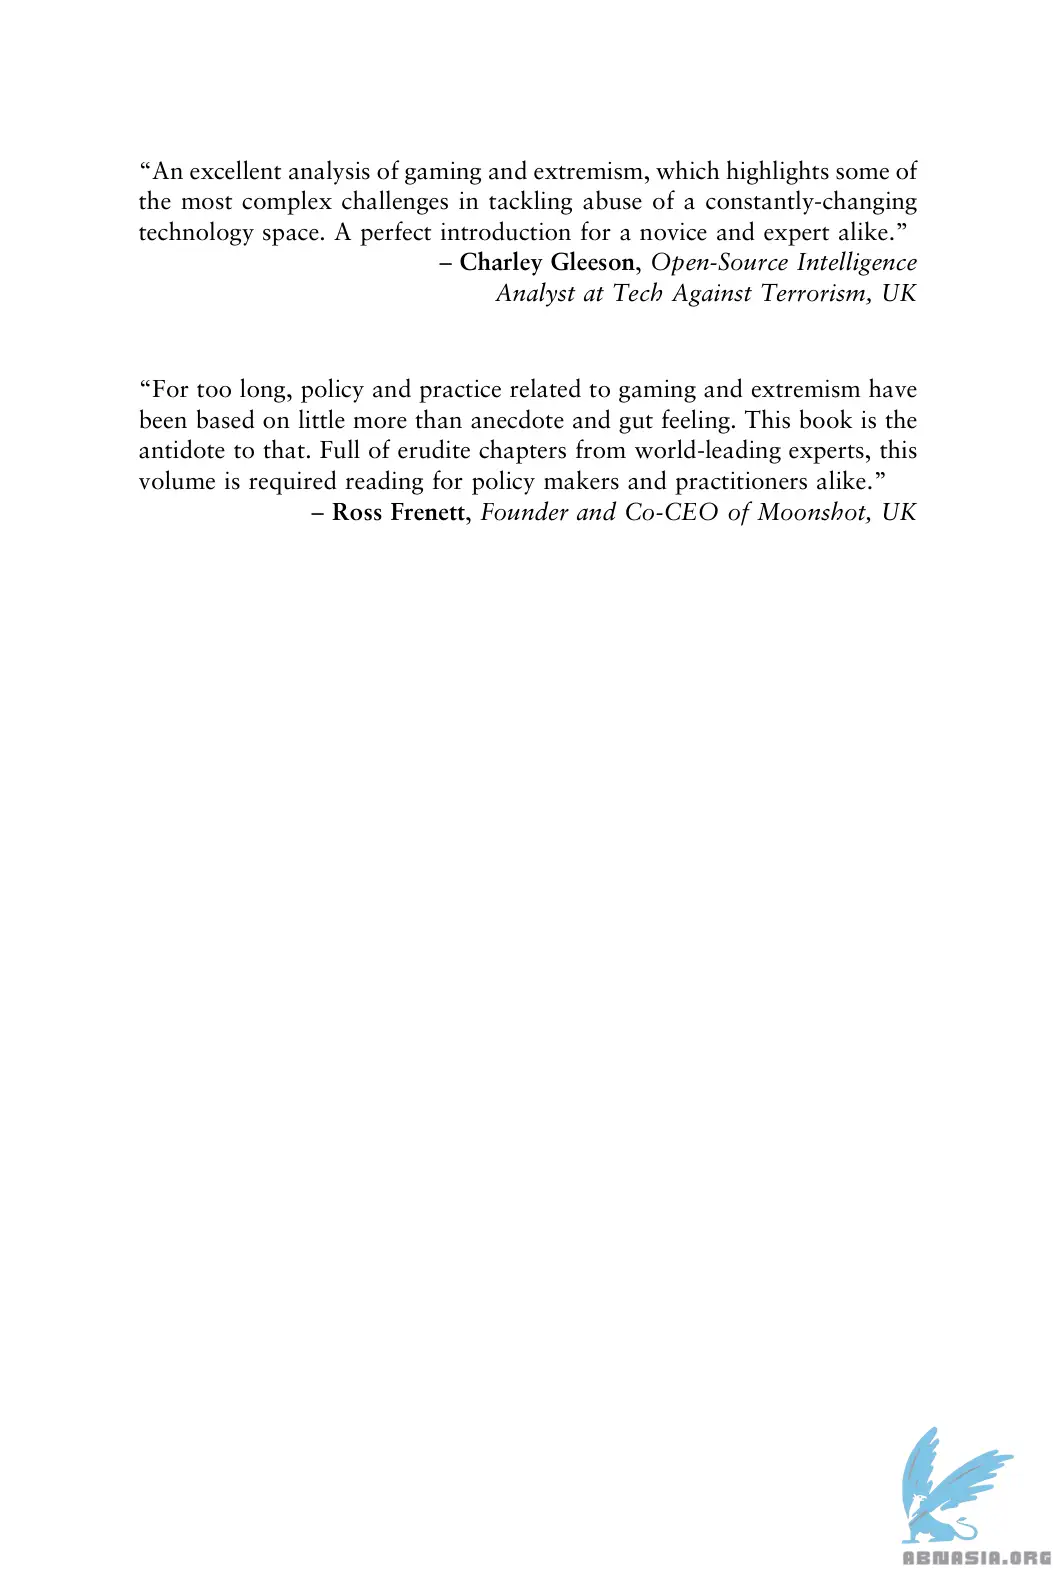 “An excellent analysis of gaming and extremism, which highlights some of
the most complex challenges in tackling abuse of a constantly-changing
technology space. A perfect introduction for a novice and expert alike.”
– Charley Gleeson, Open-Source Intelligence
Analyst at Tech Against Terrorism, UK
“For too long, policy and practice related to gaming and extremism have
been based on little more than anecdote and gut feeling. This book is the
antidote to that. Full of erudite chapters from world-leading experts, this
volume is required reading for policy makers and practitioners alike.”
– Ross Frenett, Founder and Co-CEO of Moonshot, UK
ABNASIA.ORG